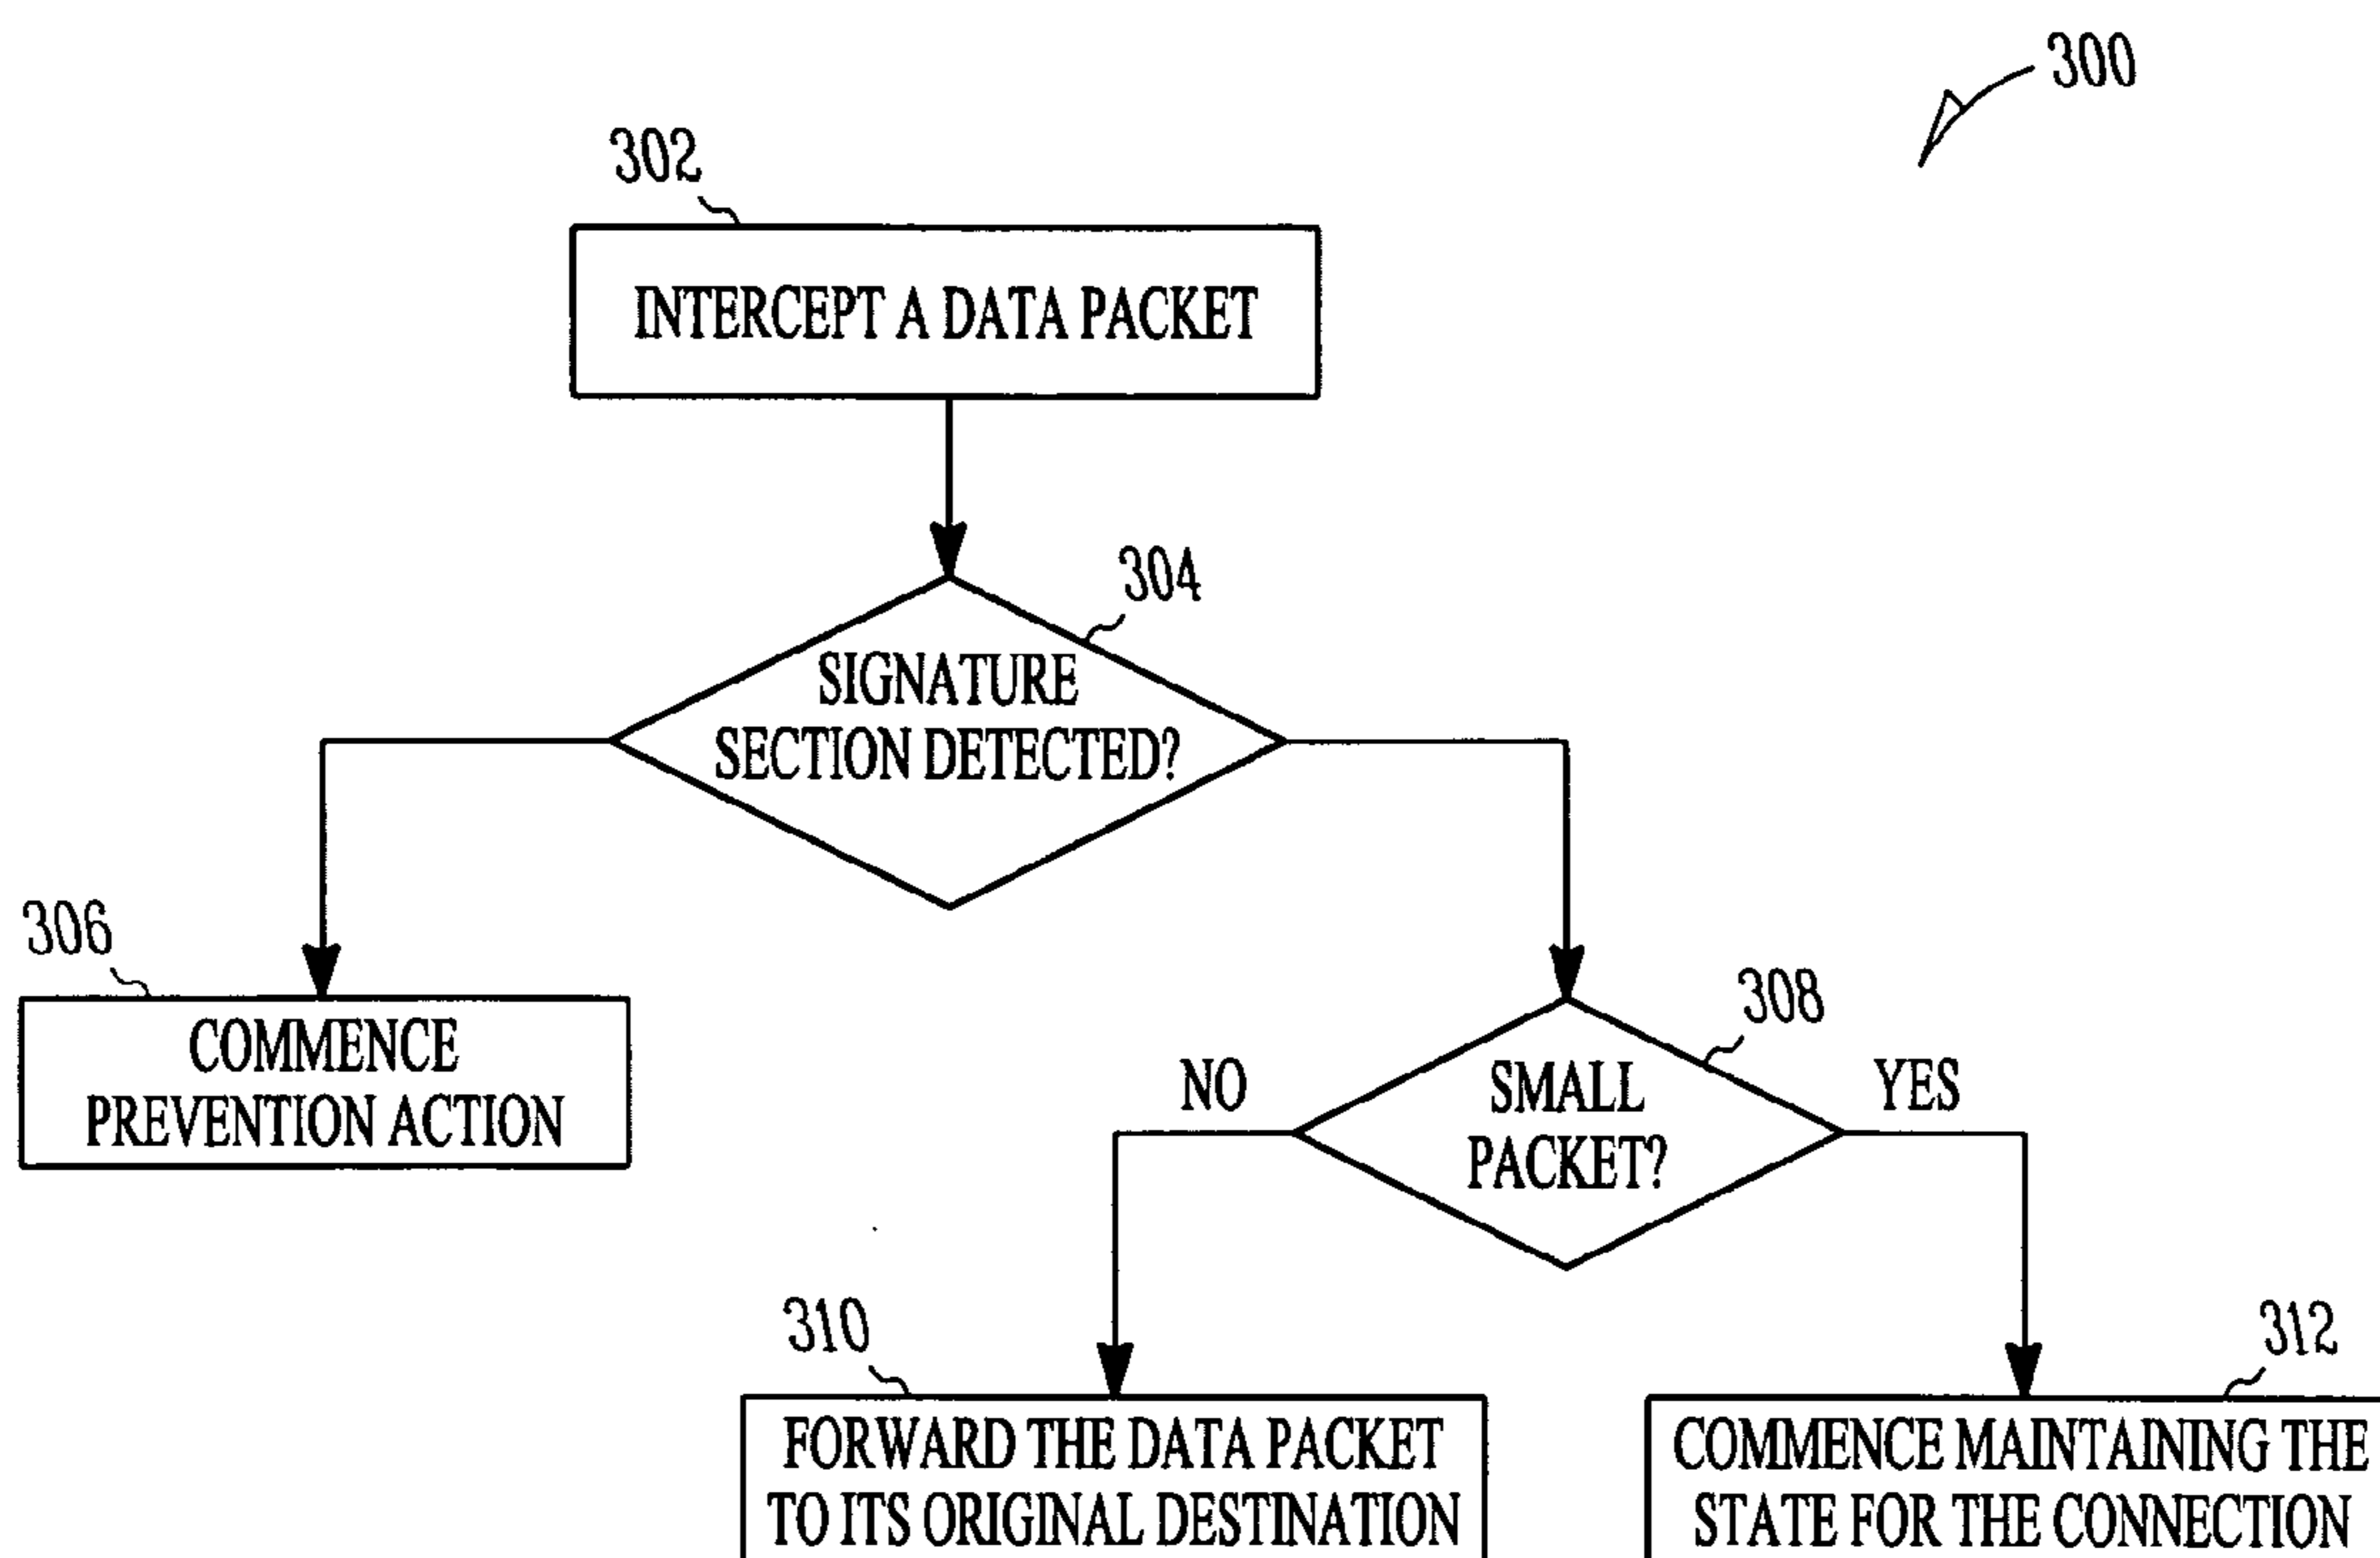 300
302
INTERCEPT A DATA PACKET
304
SIGNATURE
SECTION DETECTED?
306
COMMENCE
PREVENTION ACTION
308
NO
SMALL
PACKET?
YES
310
FORWARD THE DATA PACKET
TO ITS ORIGINAL DESTINATION
312
COMMENCE MAINTAINING THE
STATE FOR THE CONNECTION